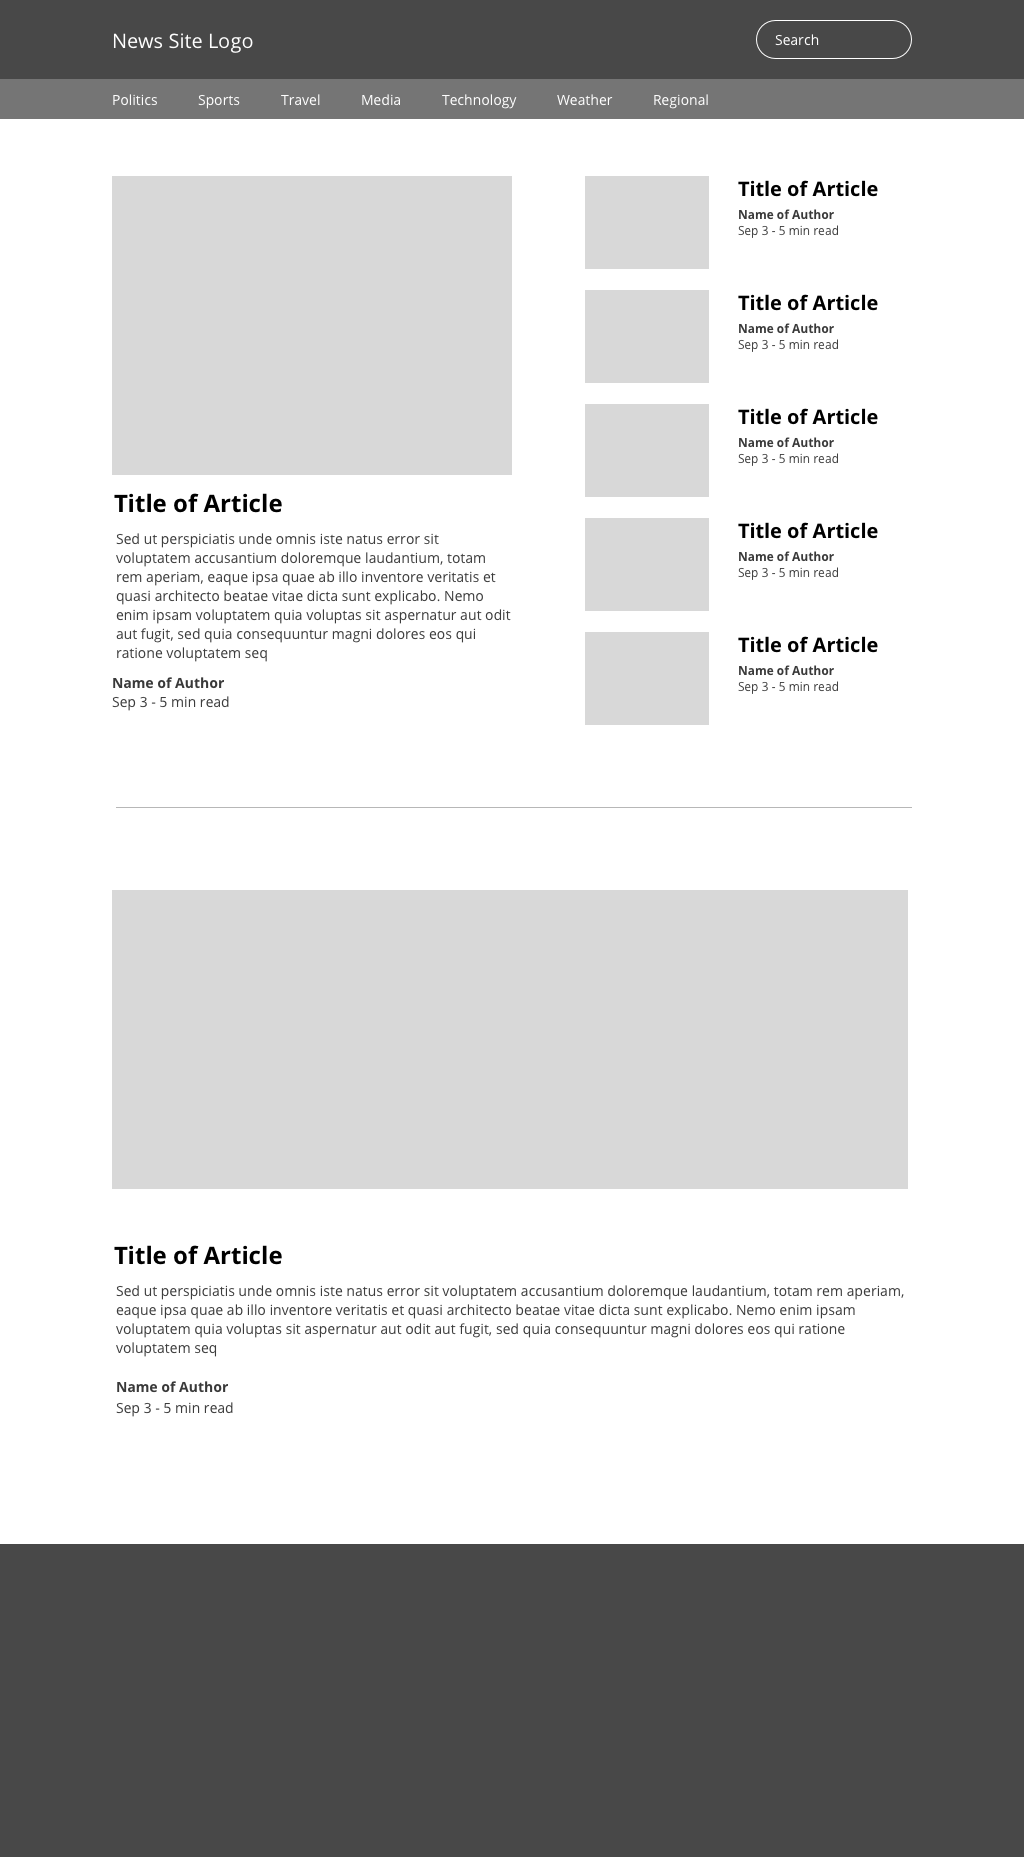 News Site Logo
Search
Politics Sports Travel Media Technology Weather Regional
Title of Article
Sed ut perspiciatis unde omnis iste natus error sit
voluptatem accusantium doloremque laudantium, totam
rem aperiam, eaque ipsa quae ab illo inventore veritatis et
quasi architecto beatae vitae dicta sunt explicabo. Nemo
enim ipsam voluptatem quia voluptas sit aspernatur aut odit
aut fugit, sed quia consequuntur magni dolores eos qui
ratione voluptatem seq
Name of Author
Sep 3 - 5 min read
Title of Article
Name of Author
Sep 3 - 5 min read
Title of Article
Name of Author
Sep 3 - 5 min read
Title of Article
Name of Author
Sep 3 - 5 min read
Title of Article
Name of Author
Sep 3 - 5 min read
Title of Article
Name of Author
Sep 3 - 5 min read
Title of Article
Sed ut perspiciatis unde omnis iste natus error sit voluptatem accusantium doloremque laudantium, totam rem aperiam,
eaque ipsa quae ab illo inventore veritatis et quasi architecto beatae vitae dicta sunt explicabo. Nemo enim ipsam
voluptatem quia voluptas sit aspernatur aut odit aut fugit, sed quia consequuntur magni dolores eos qui ratione
voluptatem seq
Name of Author
Sep 3 - 5 min read